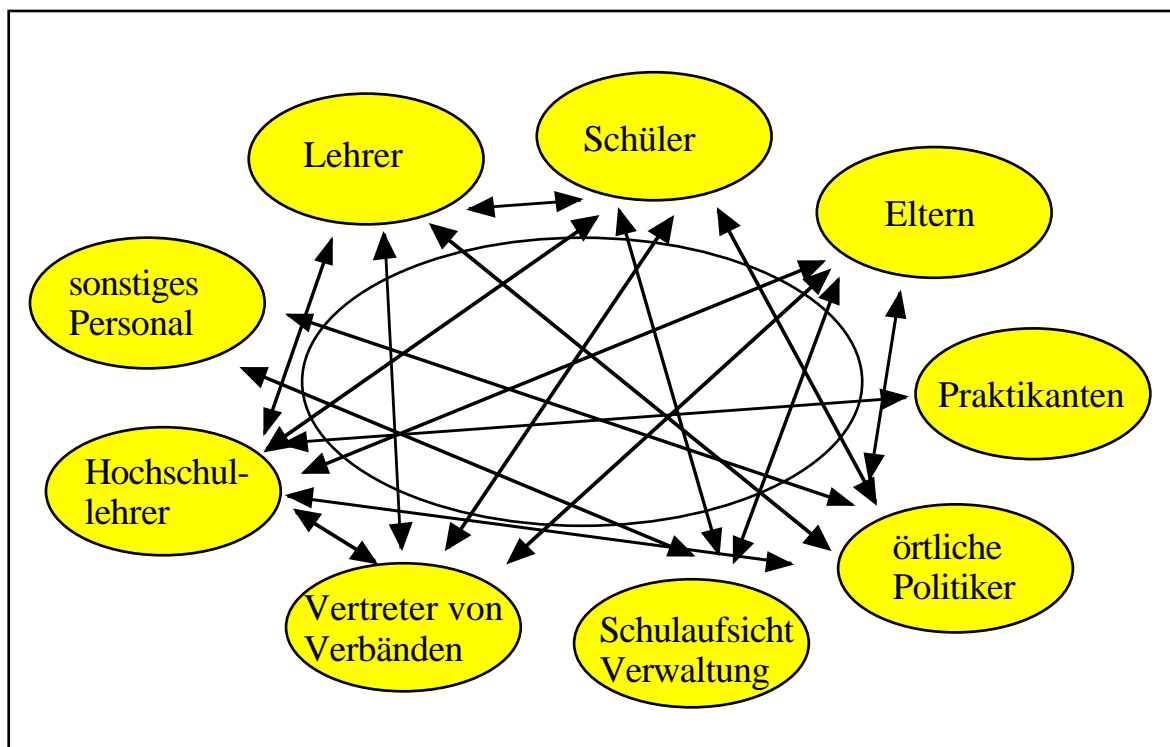 Lehrer
Schüler
Eltern
sonstiges
Personal
Praktikanten
Hochschul-
lehrer
örtliche
Politiker
Vertreter von
Verbänden
Schulaufsicht
Verwaltung